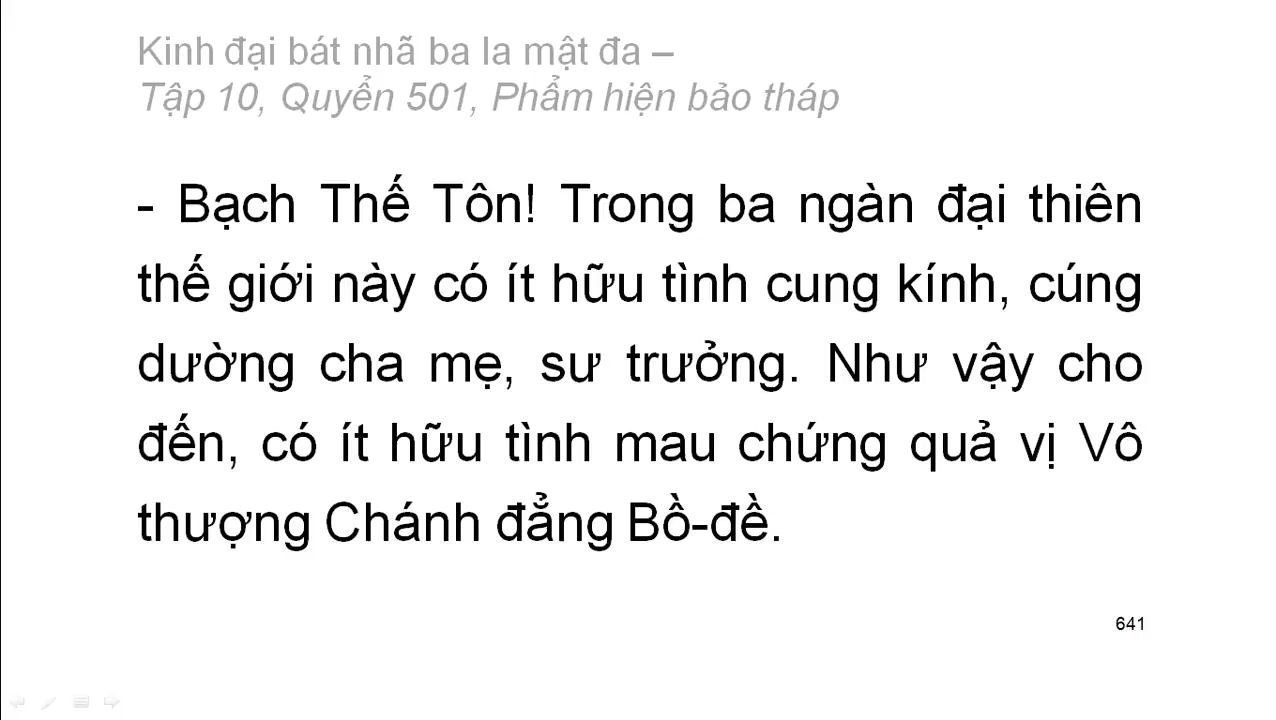 Kinh đại bát nhã ba la mật đa –
Tập 10, Quyển 501, Phẩm hiện bảo tháp
- Bạch Thế Tôn! Trong ba ngàn đại thiên
thế giới này có ít hữu tình cung kính, cúng
dường cha mẹ, sư trưởng. Như vậy cho
đến, có ít hữu tình mau chứng quả vị Vô
thượng Chánh đẳng Bồ-đề.
641